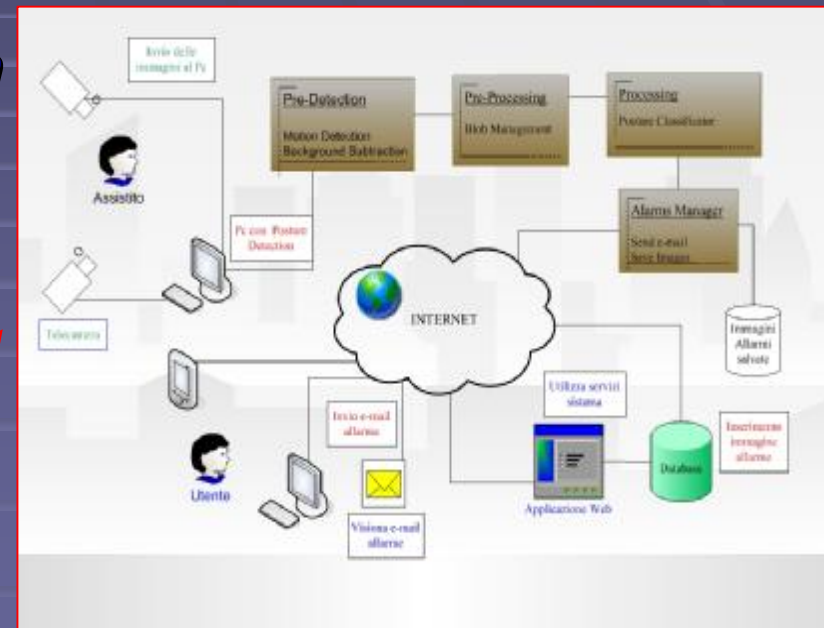 Invio delle
immagini al Pc
Pre-Detection
Motion Detection
Background Subtraction
Pre-Processing
Blob Management
Processing
Posture Classificator
Assistito
Pc con Posture
Detection
Alarms Manager
Send e-mail
Save Images
Telecamera
INTERNET
Immagini
Allarmi
salvate
Utilizza servizi
sistema
Invio e-mail
allarme
Inserimento
immagine
allarme
Database
Utente
Applicazione Web
Visiona e-mail
allarme